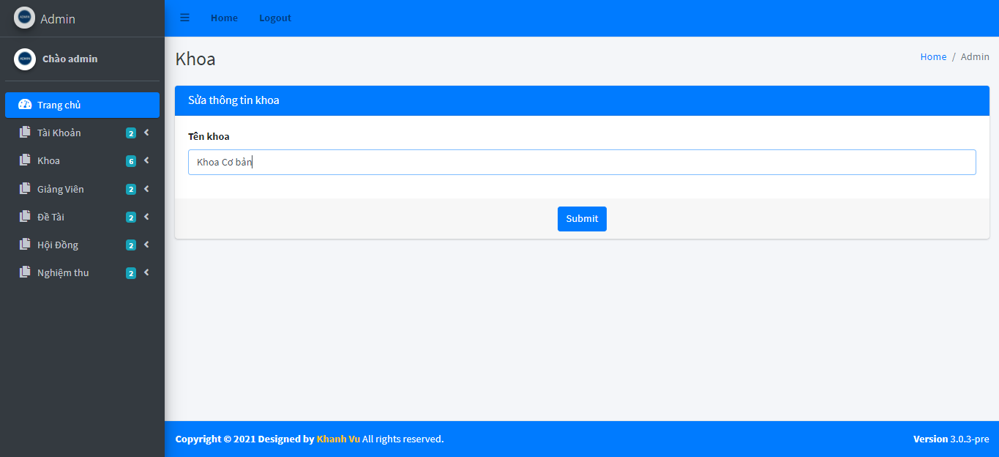 Admin
Home
Logout
Chào admin
Khoa
Home / Admin
Trang chủ
Sửa thông tin khoa
Tài Khoản 2
Tên khoa
Khoa 6
Khoa Cơ bản
Giảng Viên 2
Đề Tài 2
Submit
Hội Đồng 2
Nghiệm thu 2
Copyright © 2021 Designed by Khanh Vu All rights reserved.
Version 3.0.3-pre